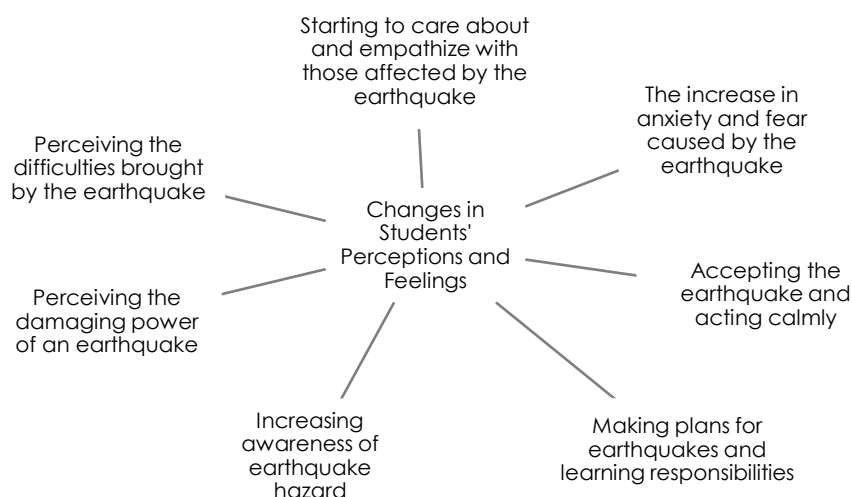 Starting to care about
and empathize with
those affected by the
earthquake
The increase in
anxiety and fear
caused by the
earthquake
Perceiving the
difficulties brought
by the earthquake
Changes in
Students'
Perceptions and
Feelings
Accepting the
earthquake and
acting calmly
Perceiving the
damaging power
of an earthquake
Increasing
awareness of
earthquake
hazard
Making plans for
earthquakes and
learning responsibilities